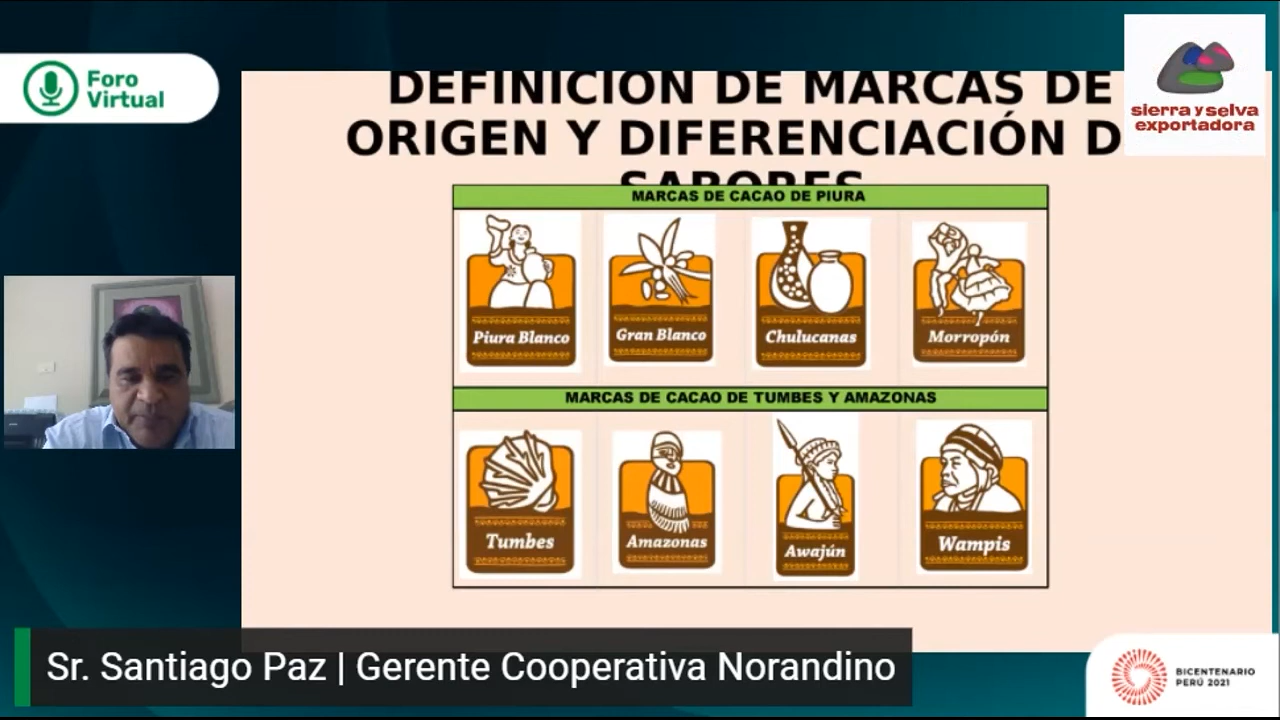 Foro
Virtual
sierra y selva
exportadora
DEFINICIÓN DE MARCAS DE
ORIGEN Y DIFERENCIACIÓN D
SABORES
MARCAS DE CACAO DE PIURA
Piura Blanco
Gran Blanco
Chulucanas
Morropón
MARCAS DE CACAO DE TUMBES Y AMAZONAS
Tumbes
Amazonas
Awajún
Wampis
Sr. Santiago Paz | Gerente Cooperativa Norandino
BICENTENARIO
PERÚ 2021